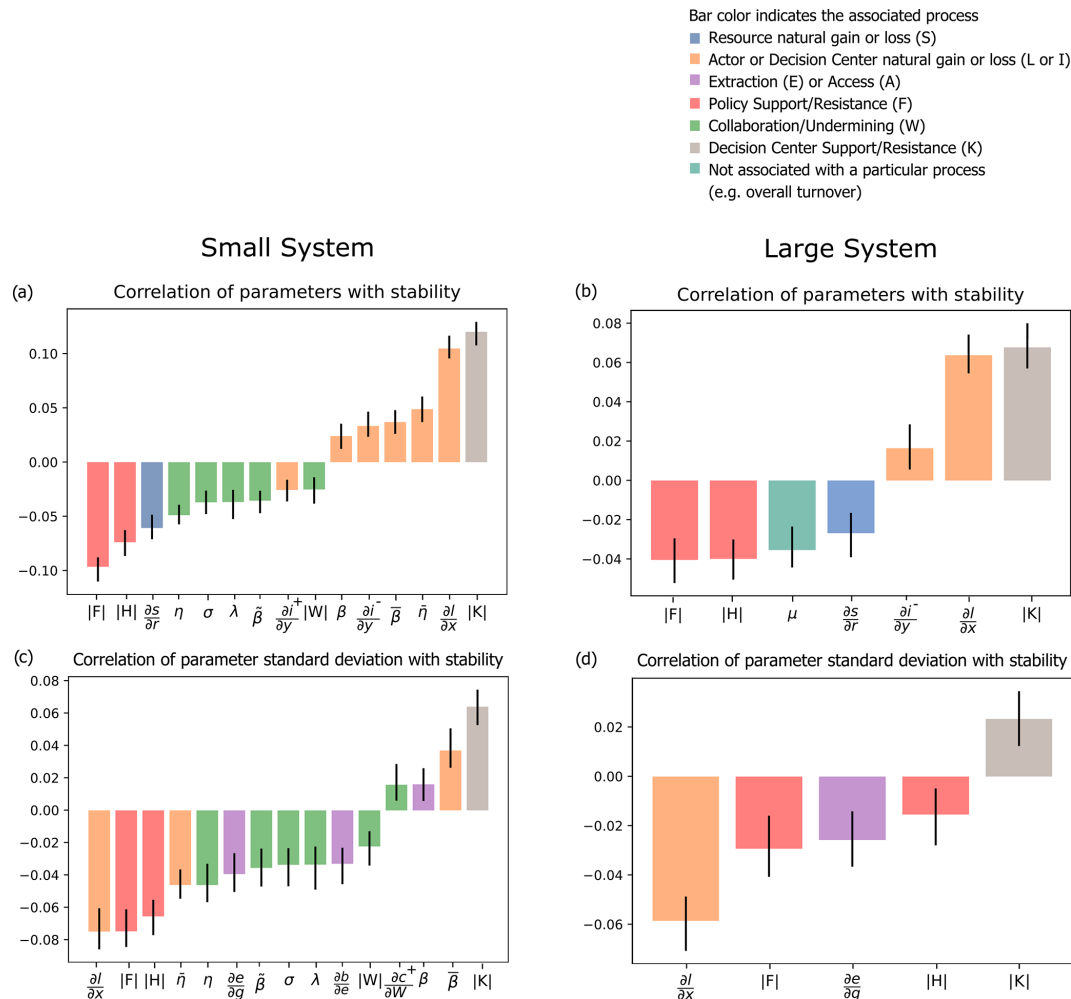 Bar color indicates the associated process
Resource natural gain or loss (S)
Actor or Decision Center natural gain or loss (L or I)
Extraction (E) or Access (A)
Policy Support/Resistance (F)
Collaboration/Undermining (W)
Decision Center Support/Resistance (K)
Not associated with a particular process
(e.g. overall turnover)
Small System
Large System
(a)
Correlation of parameters with stability
0.10
0.05
0.00
−0.05
−0.10
|F| |H| ∂s/∂r η σ λ β̃ ∂i⁺/∂y |W| β ∂i⁻/∂y β̅ η̄ ∂l/∂x |K|
(b)
Correlation of parameters with stability
0.08
0.06
0.04
0.02
0.00
−0.02
−0.04
|F| |H| μ ∂s/∂r ∂i⁻/∂y ∂l/∂x |K|
(c)
Correlation of parameter standard deviation with stability
0.08
0.06
0.04
0.02
0.00
−0.02
−0.04
−0.06
−0.08
∂l/∂x |F| |H| η̄ η ∂e/∂g β̃ σ λ ∂b/∂e |W| ∂c⁺/∂W β β̅ |K|
(d)
Correlation of parameter standard deviation with stability
0.02
0.00
−0.02
−0.04
−0.06
∂l/∂x |F| ∂e/∂g |H| |K|